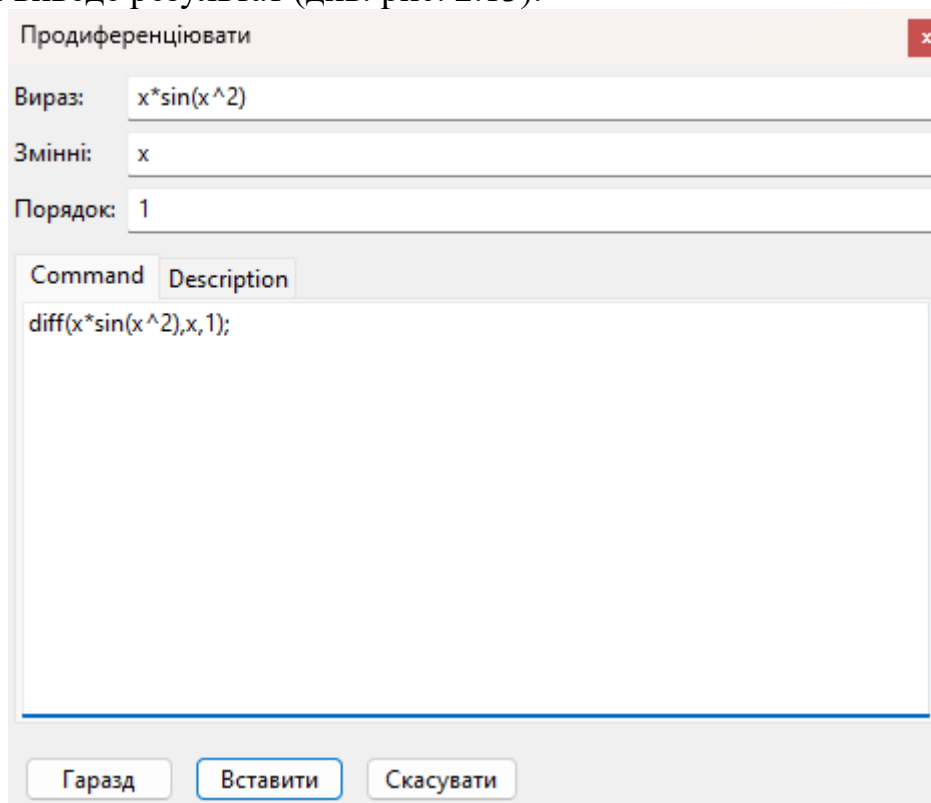 Продиференціювати
x
Вираз: x*sin(x^2)
Змінні: x
Порядок: 1
Command Description
diff(x*sin(x^2),x,1);
Гаразд Вставити Скасувати